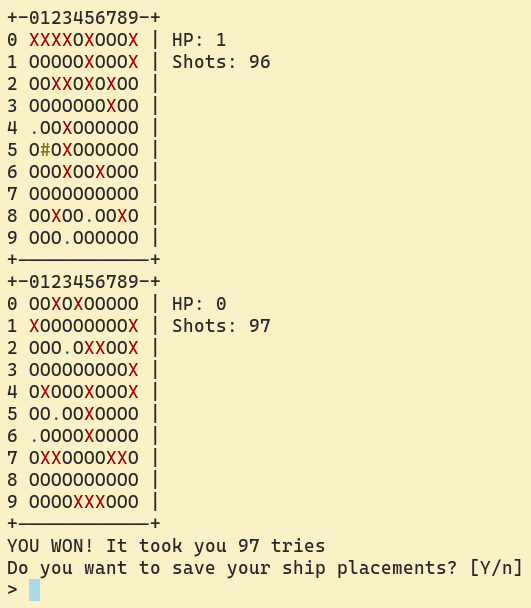 +-0123456789-+
0 XXXXOXOOOX | HP: 1
1 OOOOOXOOOX | Shots: 96
2 OOXXOXOXOO |
3 OOOOOOOXOO |
4 .OOXOOOOOO |
5 O#OXOOOOOO |
6 OOOXOOXOOO |
7 OOOOOOOOOO |
8 OOXOO.OOXO |
9 OOO.OOOOOO |
+————————————+
+-0123456789-+
0 OOXOXOOOOO | HP: 0
1 XOOOOOOOOX | Shots: 97
2 OOO.OXXOOX |
3 OOOOOOOOOX |
4 OXOOOXOOOX |
5 OO.OOXOOOO |
6 .OOOOXOOOO |
7 OXXOOOOXXO |
8 OOOOOOOOOO |
9 OOOOXXXOOO |
+————————————+
YOU WON! It took you 97 tries
Do you want to save your ship placements? [Y/n]
>